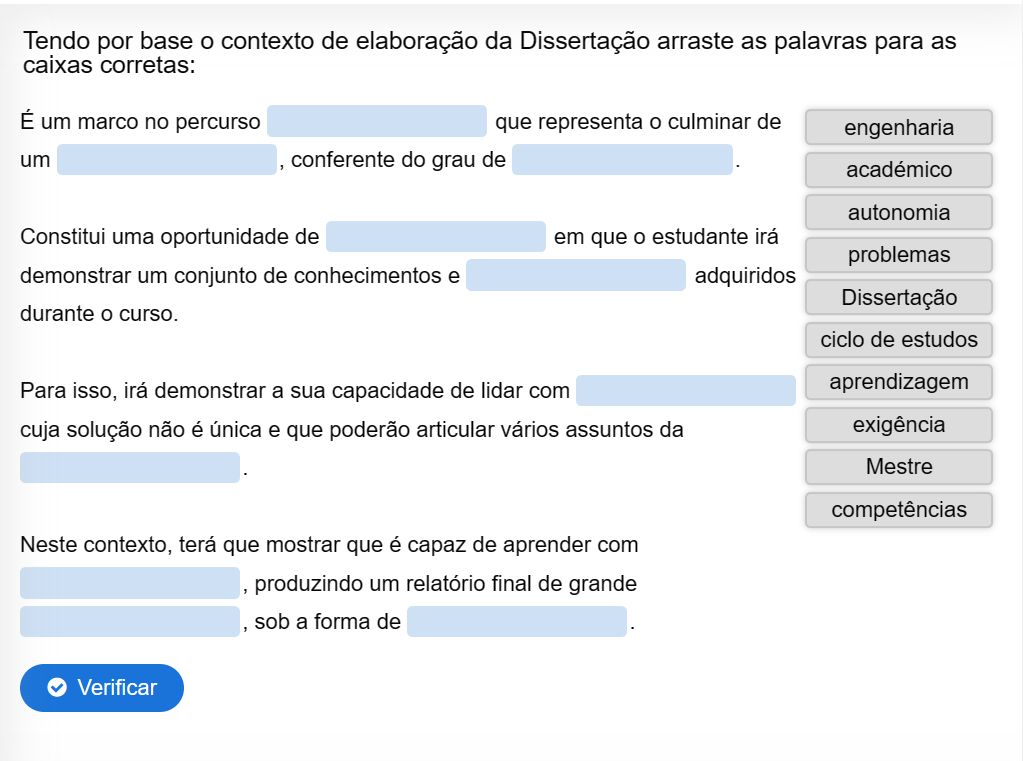 Tendo por base o contexto de elaboração da Dissertação arraste as palavras para as
caixas corretas:
É um marco no percurso que representa o culminar de
um , conferente do grau de .
Constitui uma oportunidade de em que o estudante irá
demonstrar um conjunto de conhecimentos e adquiridos
durante o curso.
Para isso, irá demonstrar a sua capacidade de lidar com
cuja solução não é única e que poderão articular vários assuntos da
.
Neste contexto, terá que mostrar que é capaz de aprender com
, produzindo um relatório final de grande
, sob a forma de .
Verificar
engenharia
académico
autonomia
problemas
Dissertação
ciclo de estudos
aprendizagem
exigência
Mestre
competências